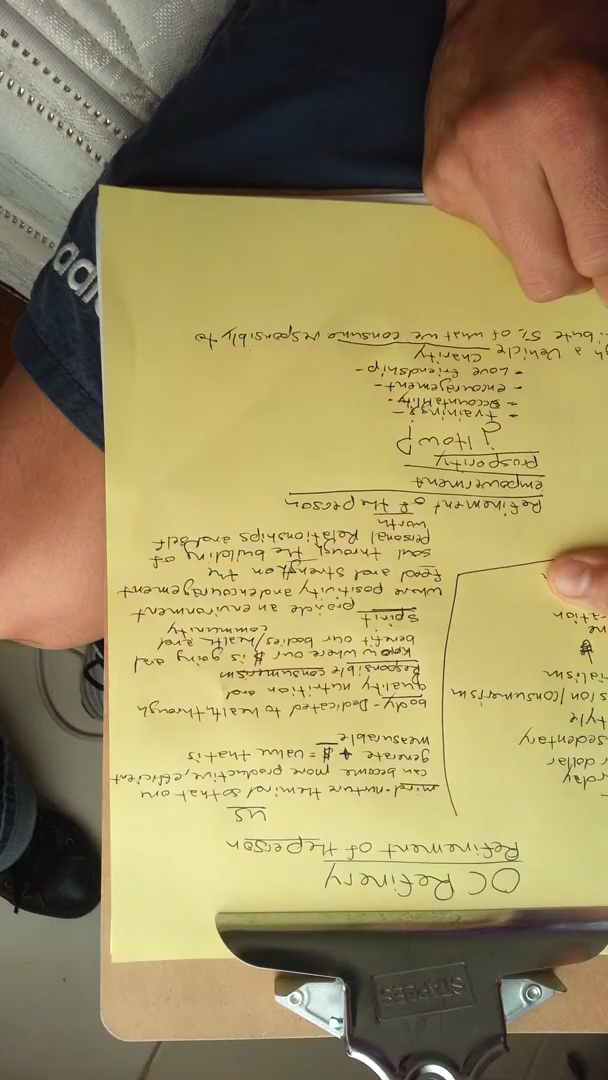 OC Refinery
Refinement of the person
US
mind - nurture the mind so that one
can become more productive, efficient
generate + $ = value that is
measurable
body - Dedicated to health through
quality nutrition and
Responsible consumerism
Know where our $ is going and
benefit our bodies/health and
community
spirit provide an environment
where positivity and encouragement
feed and strengthen the
soul through the building of
personal Relationships and self
worth
Refinement of the person
empowerment
prosperity
¿How?
- trainings -
- accountability -
- encouragement -
- Love friendship -
a Vehicle charity
5% of what we consume responsibly to
dollar
sedentary
consumerism
$
STAPLES
adi